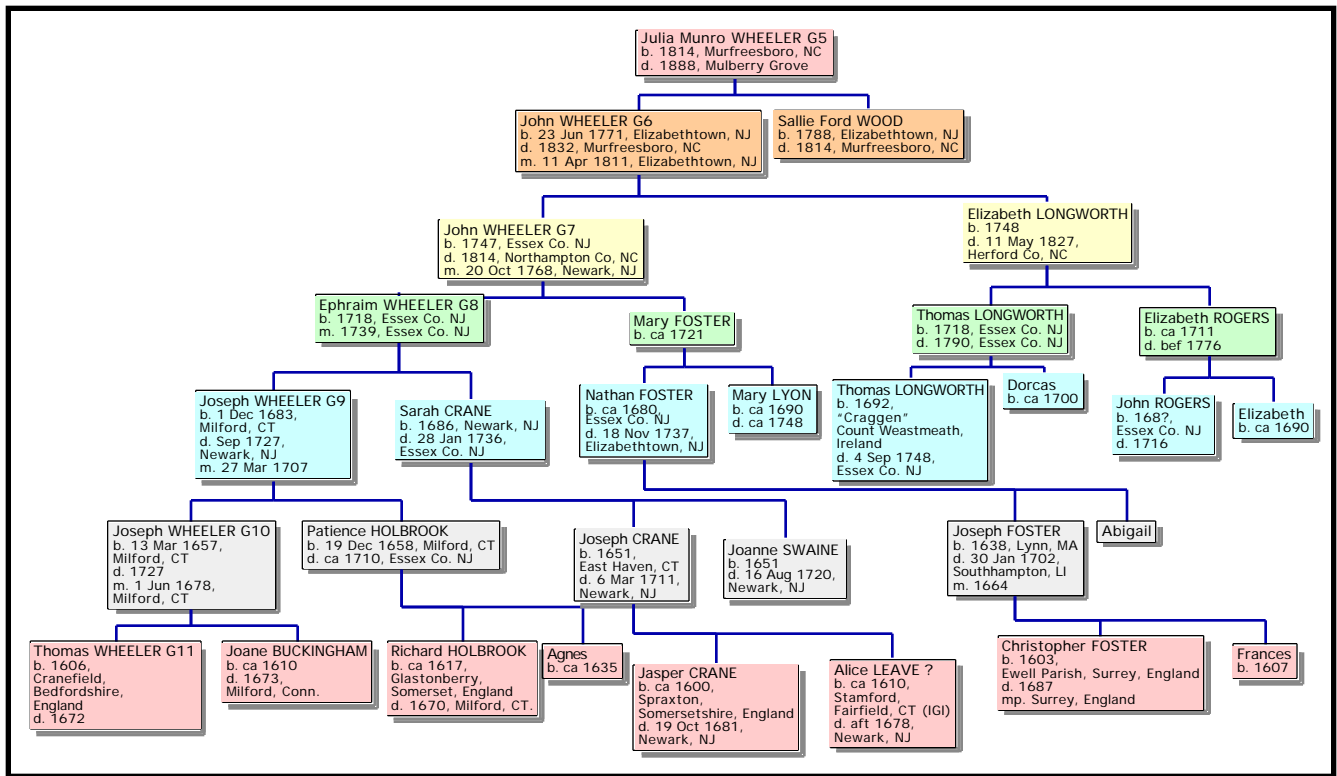 Julia Munro WHEELER G5
b. 1814, Murfreesboro, NC
d. 1888, Mulberry Grove
John WHEELER G6
b. 23 Jun 1771, Elizabethtown, NJ
d. 1832, Murfreesboro, NC
m. 11 Apr 1811, Elizabethtown, NJ
Sallie Ford WOOD
b. 1788, Elizabethtown, NJ
d. 1814, Murfreesboro, NC
John WHEELER G7
b. 1747, Essex Co. NJ
d. 1814, Northampton Co, NC
m. 20 Oct 1768, Newark, NJ
Elizabeth LONGWORTH
b. 1748
d. 11 May 1827,
Herford Co, NC
Ephraim WHEELER G8
b. 1718, Essex Co. NJ
m. 1739, Essex Co. NJ
Mary FOSTER
b. ca 1721
Thomas LONGWORTH
b. 1718, Essex Co. NJ
d. 1790, Essex Co. NJ
Elizabeth ROGERS
b. ca 1711
d. bef 1776
Joseph WHEELER G9
b. 1 Dec 1683,
Milford, CT
d. Sep 1727,
Newark, NJ
m. 27 Mar 1707
Sarah CRANE
b. 1686, Newark, NJ
d. 28 Jan 1736,
Essex Co. NJ
Nathan FOSTER
b. ca 1680,
Essex Co. NJ
d. 18 Nov 1737,
Elizabethtown, NJ
Mary LYON
b. ca 1690
d. ca 1748
Thomas LONGWORTH
b. 1692,
"Craggen"
Count Weastmeath,
Ireland
d. 4 Sep 1748,
Essex Co. NJ
Dorcas
b. ca 1700
John ROGERS
b. 168?,
Essex Co. NJ
d. 1716
Elizabeth
b. ca 1690
Joseph WHEELER G10
b. 13 Mar 1657,
Milford, CT
d. 1727
m. 1 Jun 1678,
Milford, CT
Patience HOLBROOK
b. 19 Dec 1658, Milford, CT
d. ca 1710, Essex Co. NJ
Joseph CRANE
b. 1651,
East Haven, CT
d. 6 Mar 1711,
Newark, NJ
Joanne SWAINE
b. 1651
d. 16 Aug 1720,
Newark, NJ
Joseph FOSTER
b. 1638, Lynn, MA
d. 30 Jan 1702,
Southhampton, LI
m. 1664
Abigail
Thomas WHEELER G11
b. 1606,
Cranefield,
Bedfordshire,
England
d. 1672
Joane BUCKINGHAM
b. ca 1610
d. 1673,
Milford, Conn.
Richard HOLBROOK
b. ca 1617,
Glastonberry,
Somerset, England
d. 1670, Milford, CT.
Agnes
b. ca 1635
Jasper CRANE
b. ca 1600,
Spraxton,
Somersetshire, England
d. 19 Oct 1681,
Newark, NJ
Alice LEAVE ?
b. ca 1610,
Stamford,
Fairfield, CT (IGI)
d. aft 1678,
Newark, NJ
Christopher FOSTER
b. 1603,
Ewell Parish, Surrey, England
d. 1687
mp. Surrey, England
Frances
b. 1607